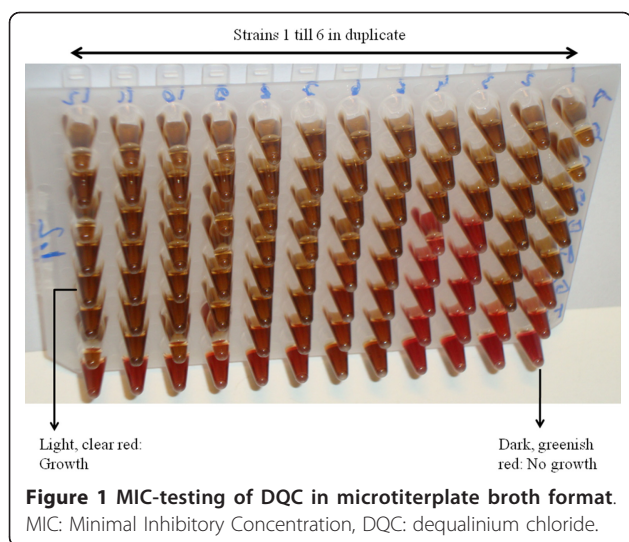 Strains 1 till 6 in duplicate
Light, clear red:
Growth
Dark, greenish
red: No growth
Figure 1 MIC-testing of DQC in microtiterplate broth format.
MIC: Minimal Inhibitory Concentration, DQC: dequalinium chloride.